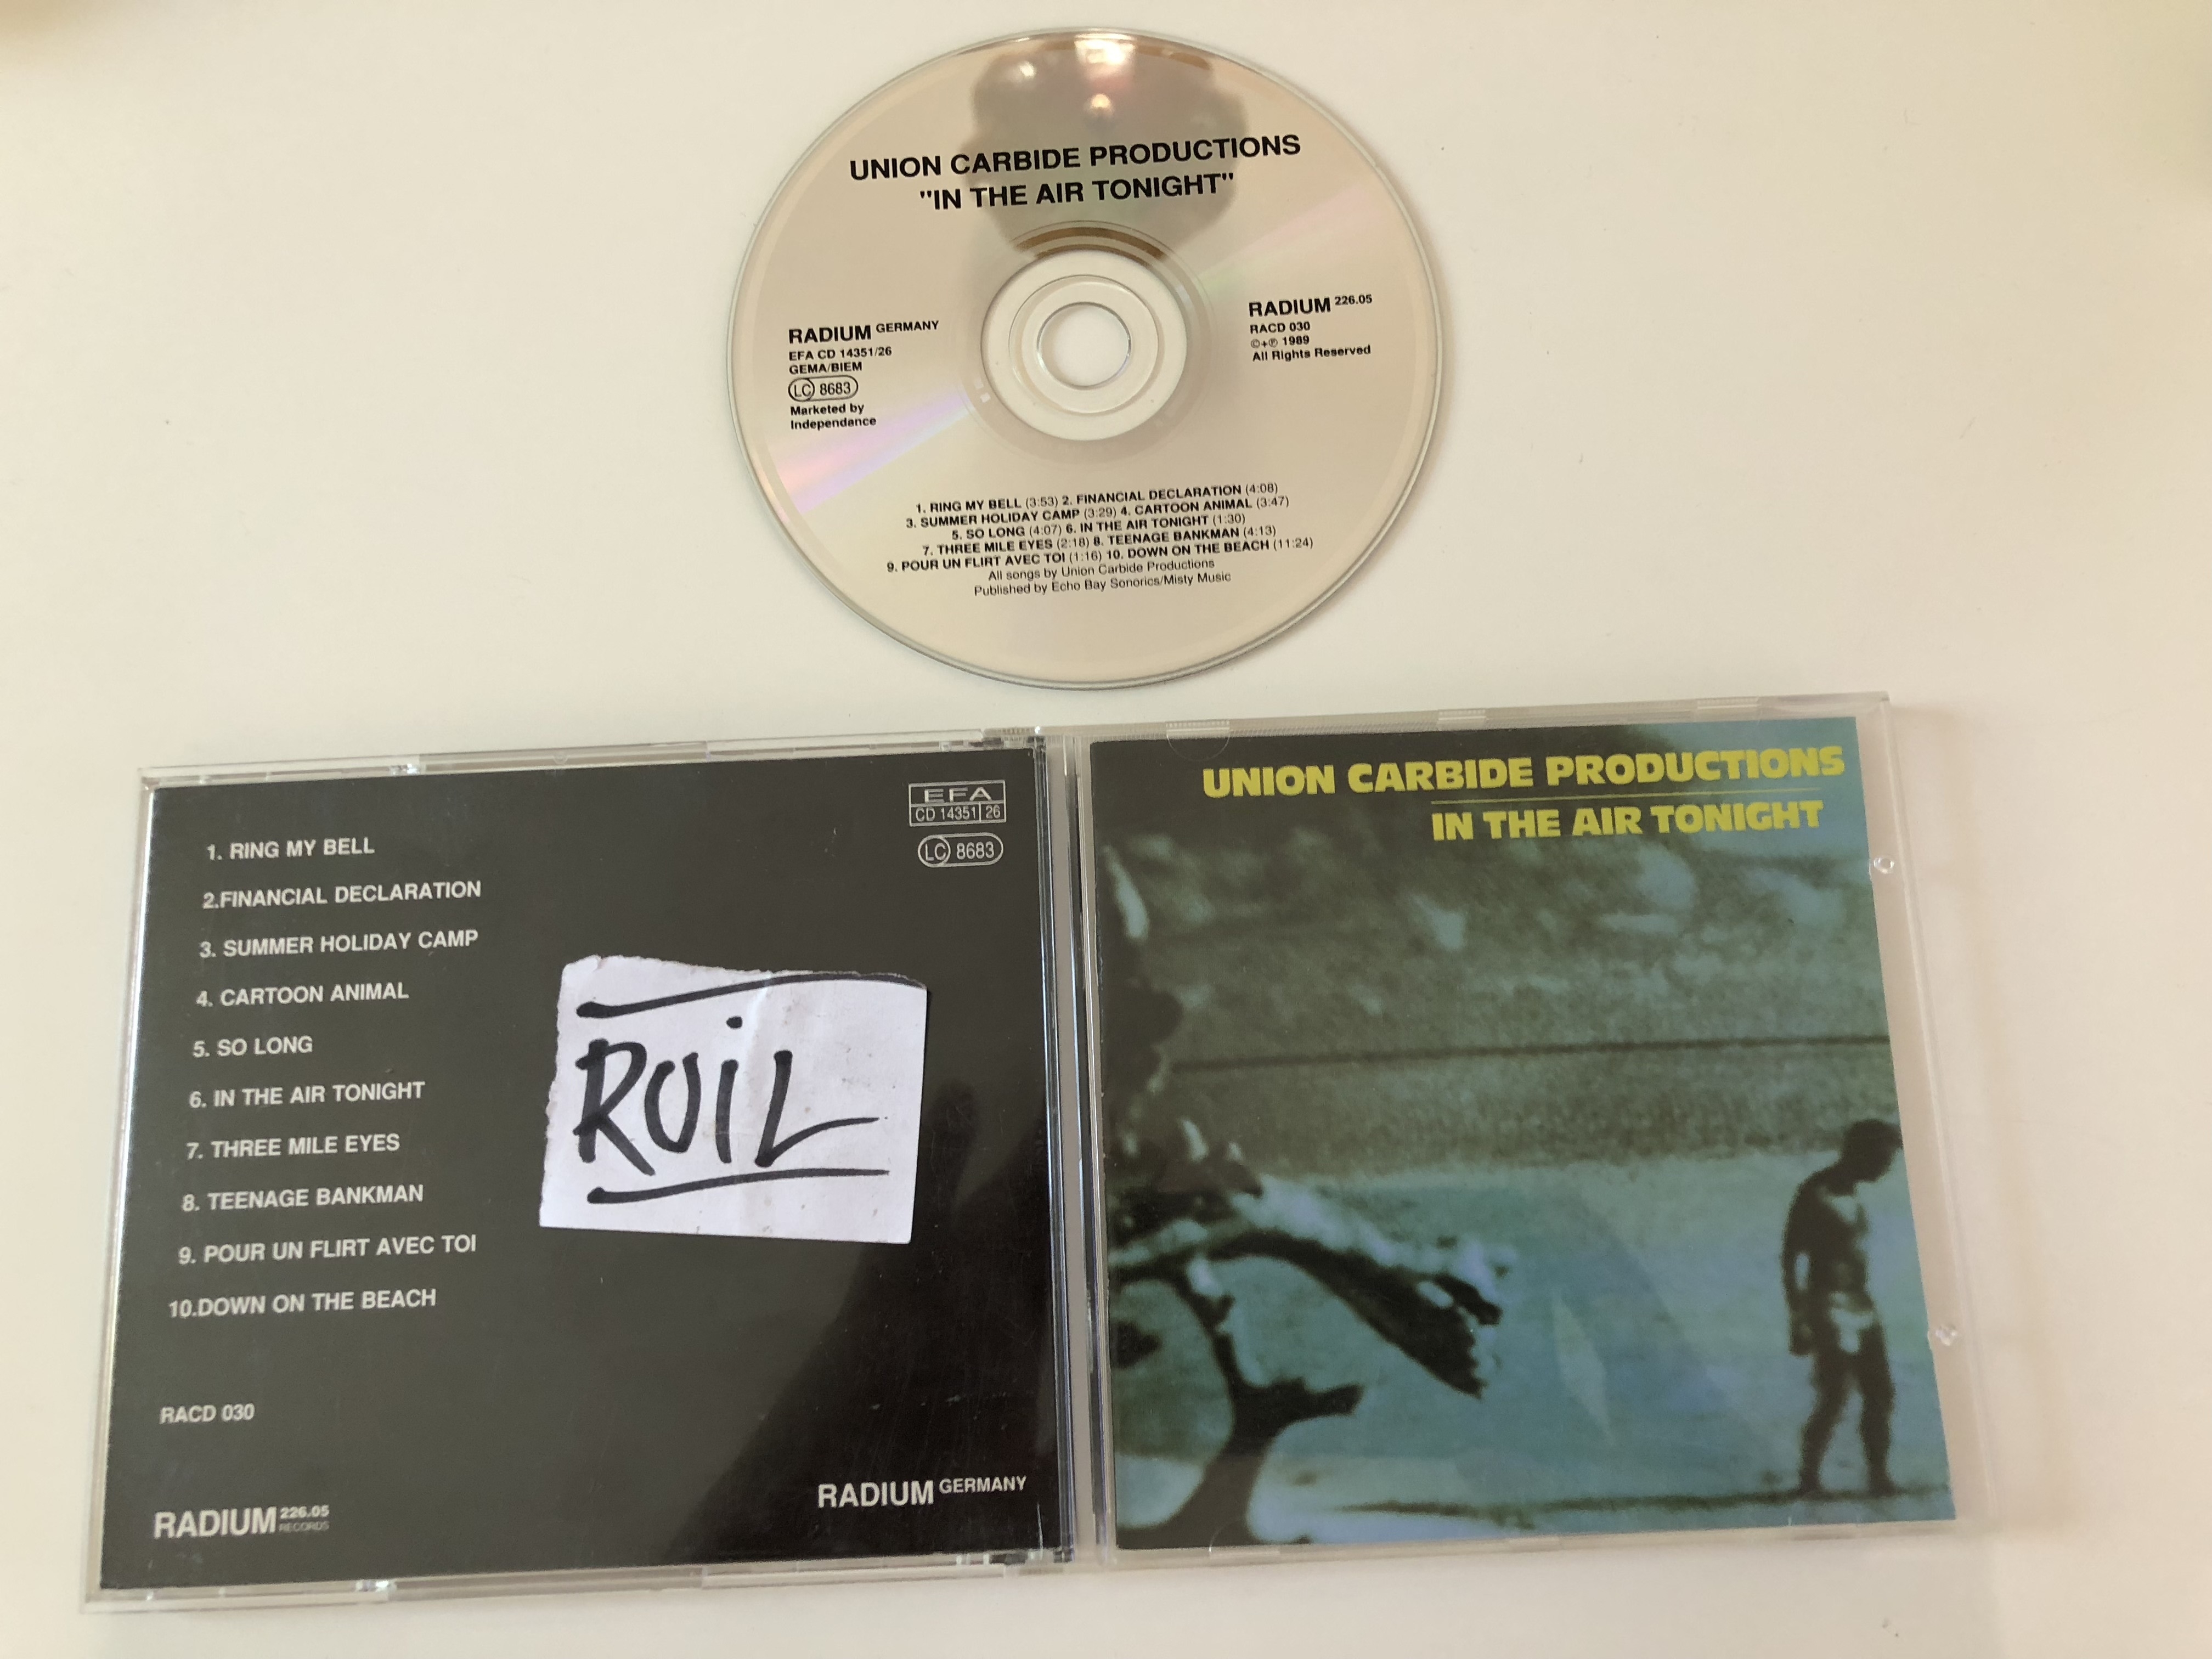 UNION CARBIDE PRODUCTIONS
"IN THE AIR TONIGHT"
RADIUM GERMANY
EFA CD 14351/26
GEMA/BIEM
LC 8683
Marketed by
Independance
RADIUM 226.05
RACD 030
©+℗ 1989
All Rights Reserved
1. RING MY BELL (3:53) 2. FINANCIAL DECLARATION (4:08)
3. SUMMER HOLIDAY CAMP (3:29) 4. CARTOON ANIMAL (3:47)
5. SO LONG (4:07) 6. IN THE AIR TONIGHT (1:30)
7. THREE MILE EYES (2:18) 8. TEENAGE BANKMAN (4:13)
9. POUR UN FLIRT AVEC TOI (1:16) 10. DOWN ON THE BEACH (11:24)
All songs by Union Carbide Productions
Published by Echo Bay Sonorics/Misty Music
EFA
CD 14351 26
LC 8683
1. RING MY BELL
2.FINANCIAL DECLARATION
3. SUMMER HOLIDAY CAMP
4. CARTOON ANIMAL
5. SO LONG
6. IN THE AIR TONIGHT
7. THREE MILE EYES
8. TEENAGE BANKMAN
9. POUR UN FLIRT AVEC TOI
10.DOWN ON THE BEACH
ROiL
RACD 030
RADIUM 226.05
RECORDS
RADIUM GERMANY
UNION CARBIDE PRODUCTIONS
IN THE AIR TONIGHT